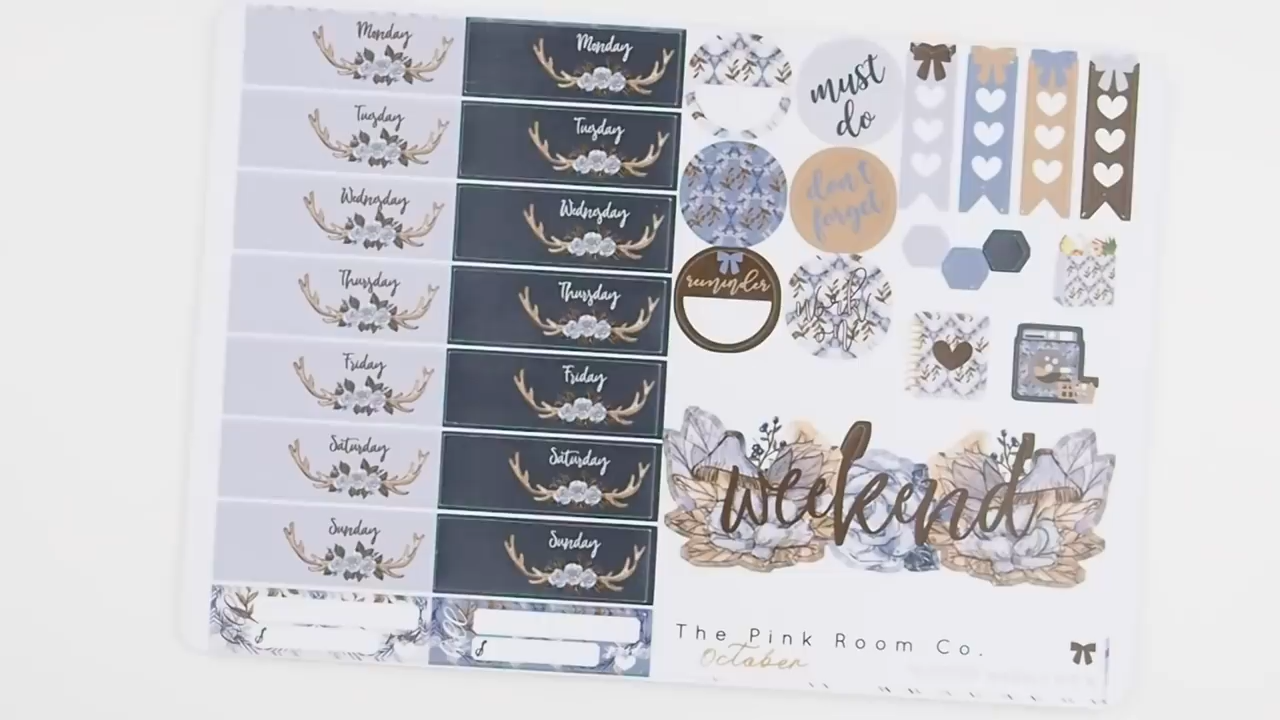 Monday
Tuesday
Wednesday
Thursday
Friday
Saturday
Sunday
Monday
Tuesday
Wednesday
Thursday
Friday
Saturday
Sunday
must
do
don't
forget
reminder
work
weekend
The Pink Room Co.
October